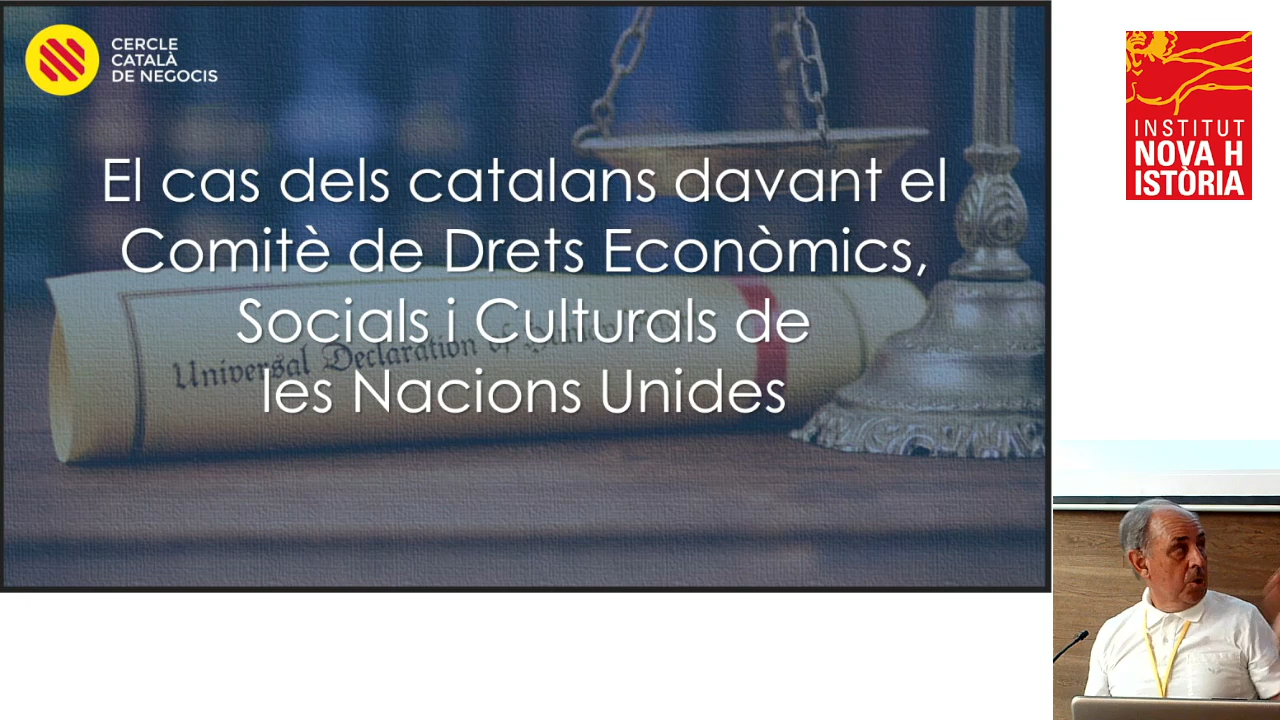 CERCLE
CATALÀ
DE NEGOCIS
El cas dels catalans davant el
Comitè de Drets Econòmics,
Socials i Culturals de
les Nacions Unides
Universal Declaration of
INSTITUT
NOVA H
ISTÒRIA